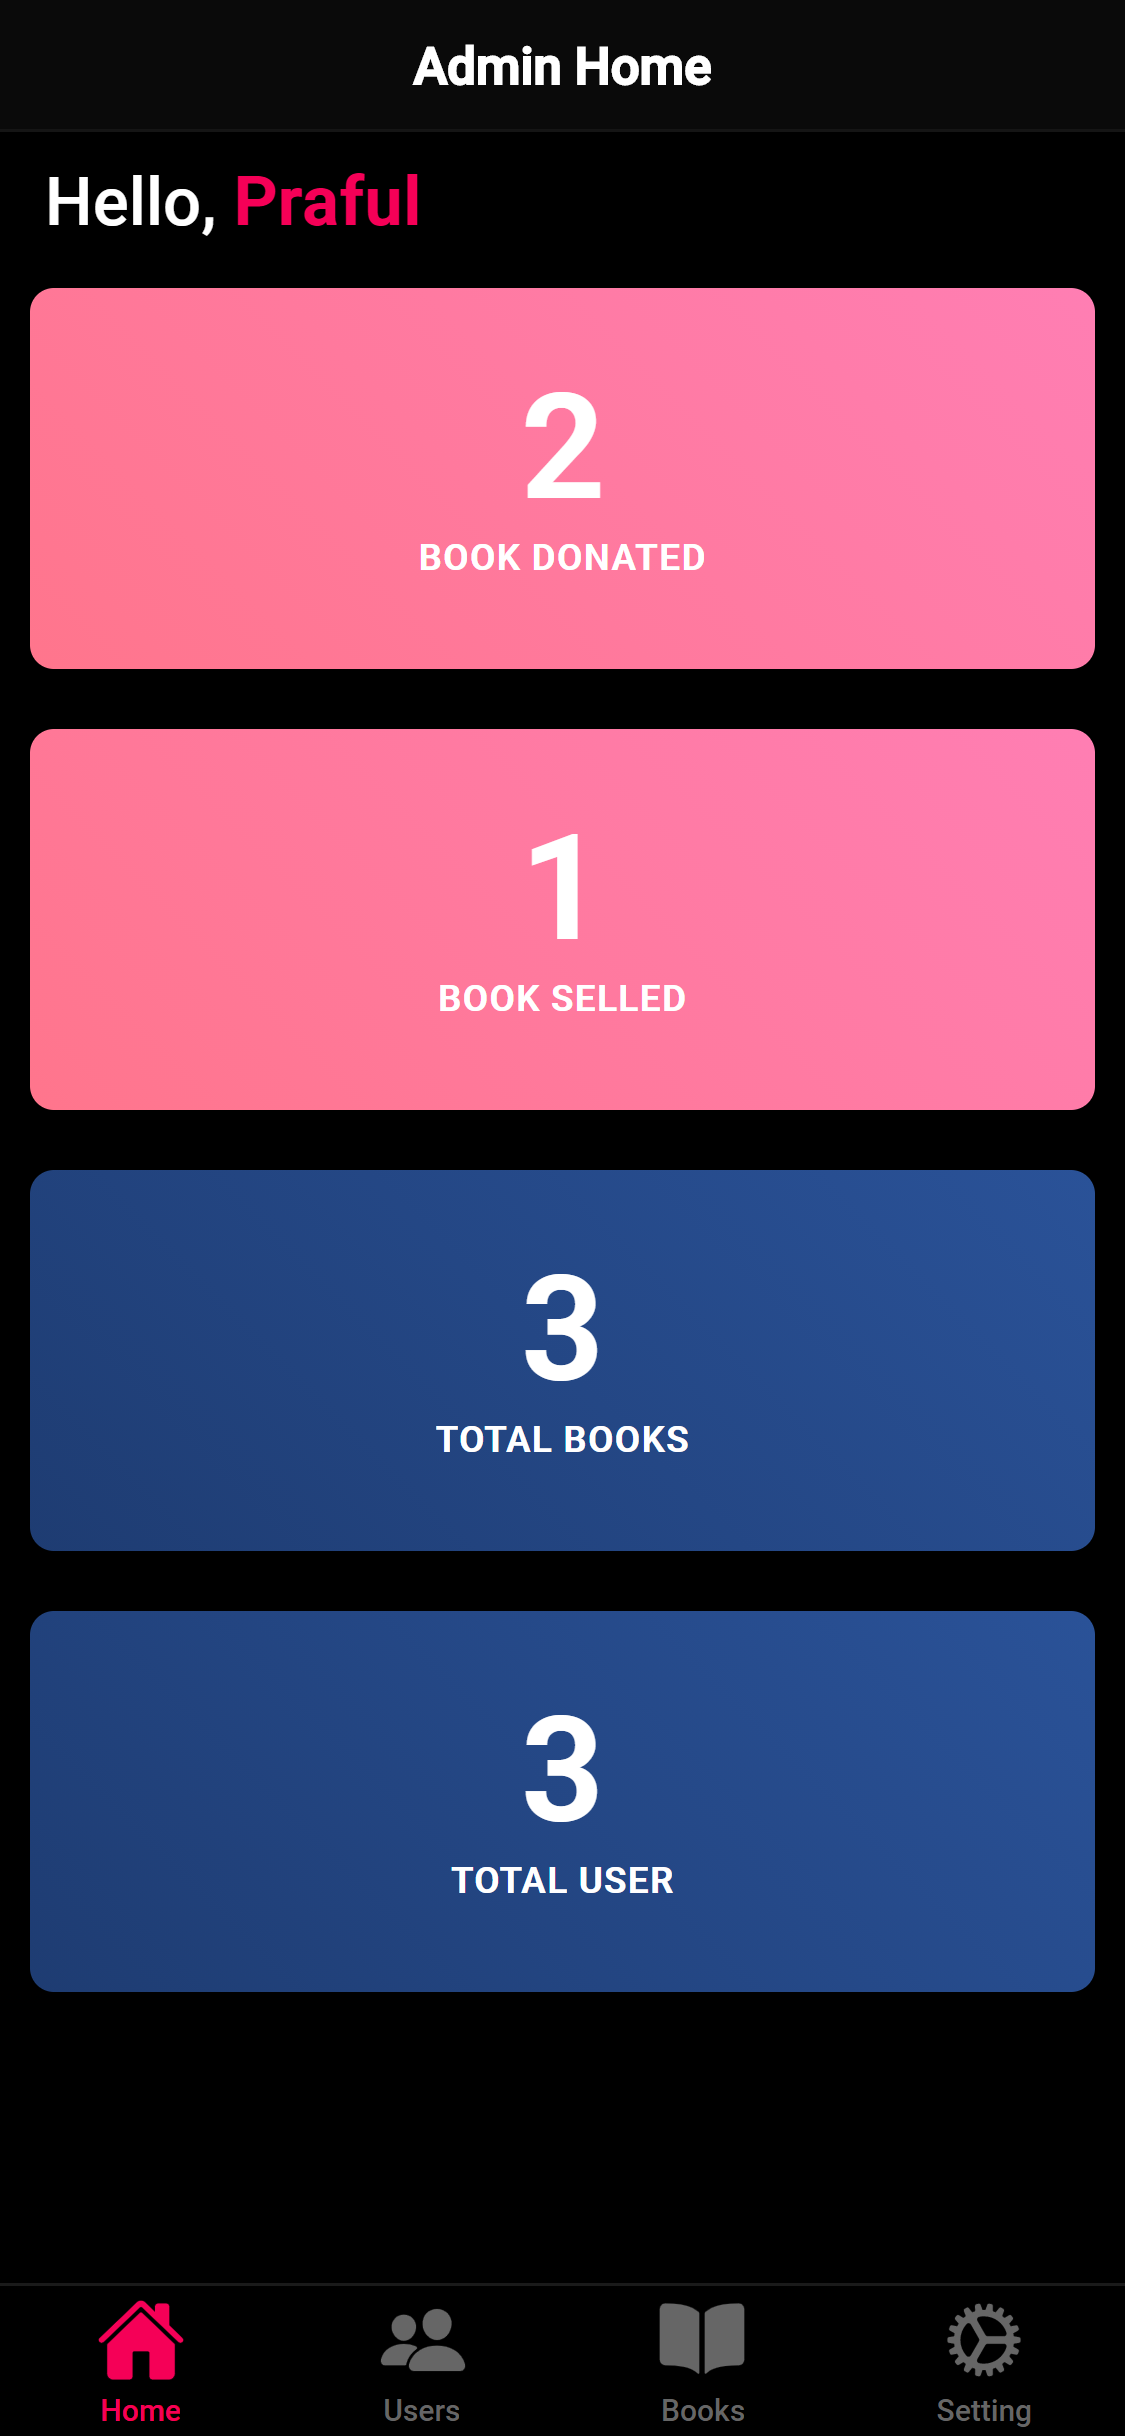 Admin Home
Hello, Praful
2
BOOK DONATED
1
BOOK SELLED
3
TOTAL BOOKS
3
TOTAL USER
Home Users Books Setting